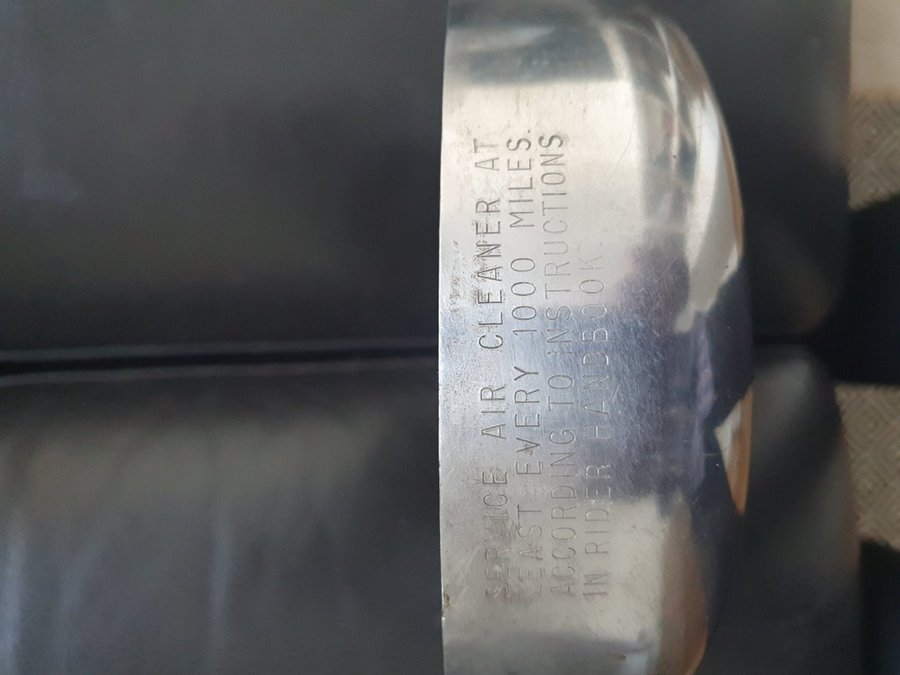 SERVICE AIR CLEANER AT
LEAST EVERY 1000 MILES.
ACCORDING TO INSTRUCTIONS
IN RIDER HANDBOOK